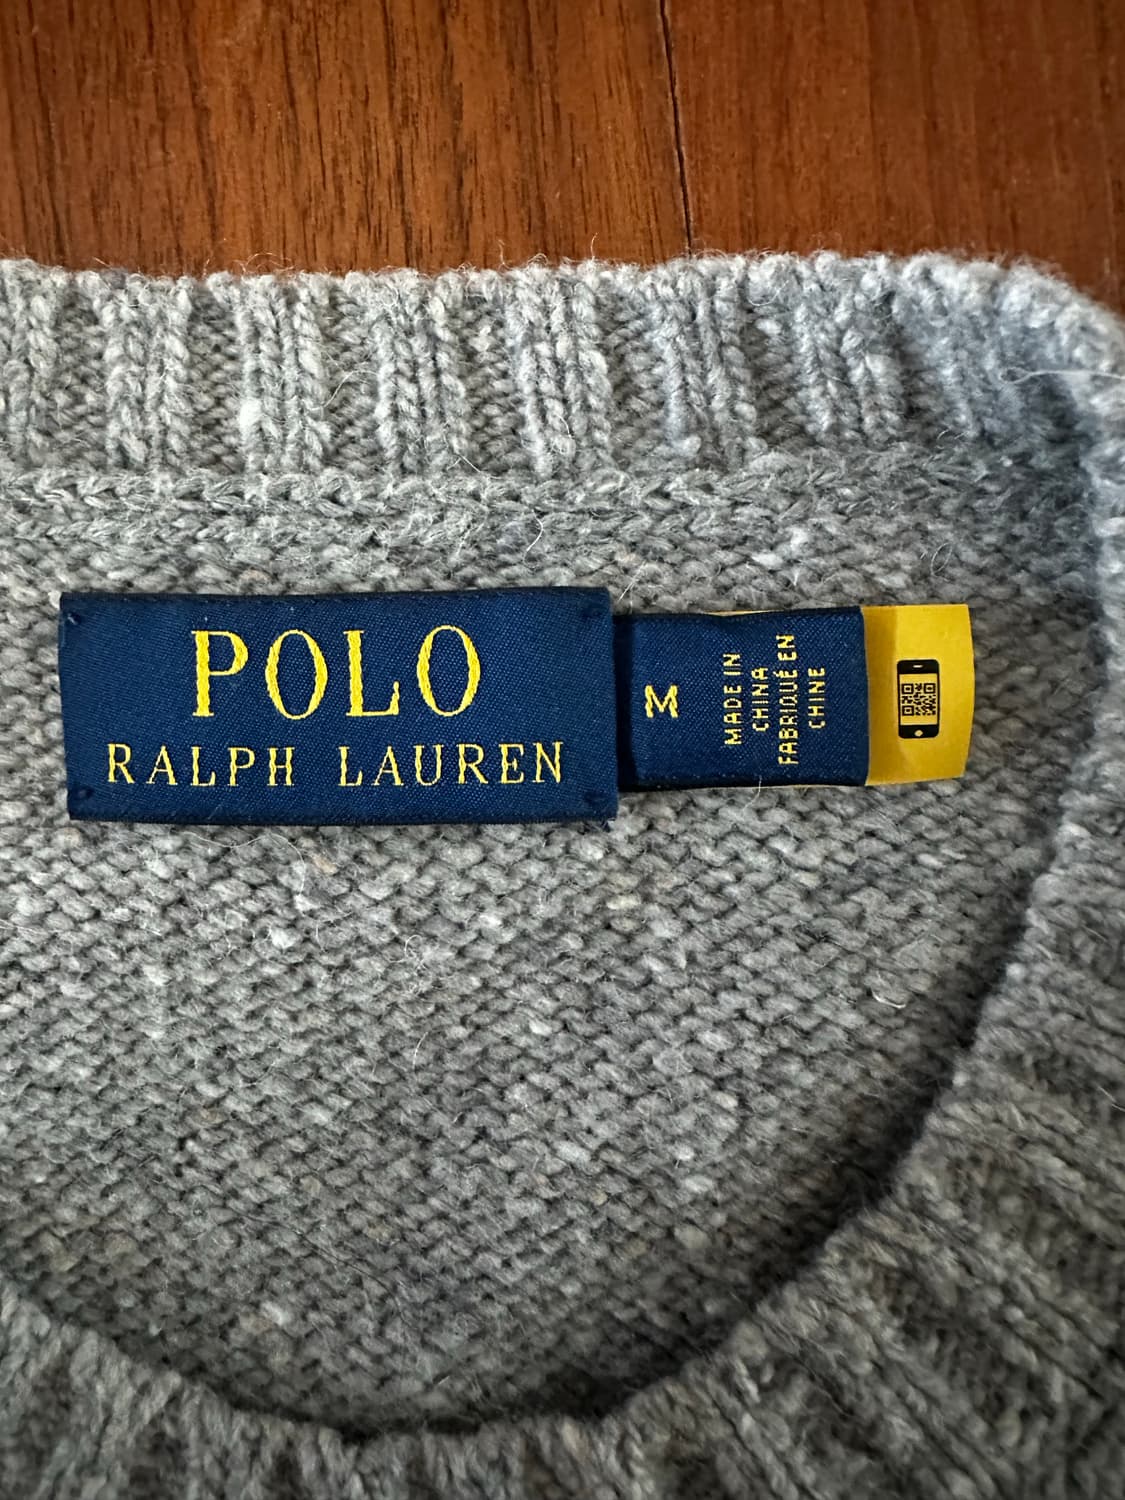 POLO
RALPH LAUREN
M
MADE IN
CHINA
FABRIQUÉ EN
CHINE